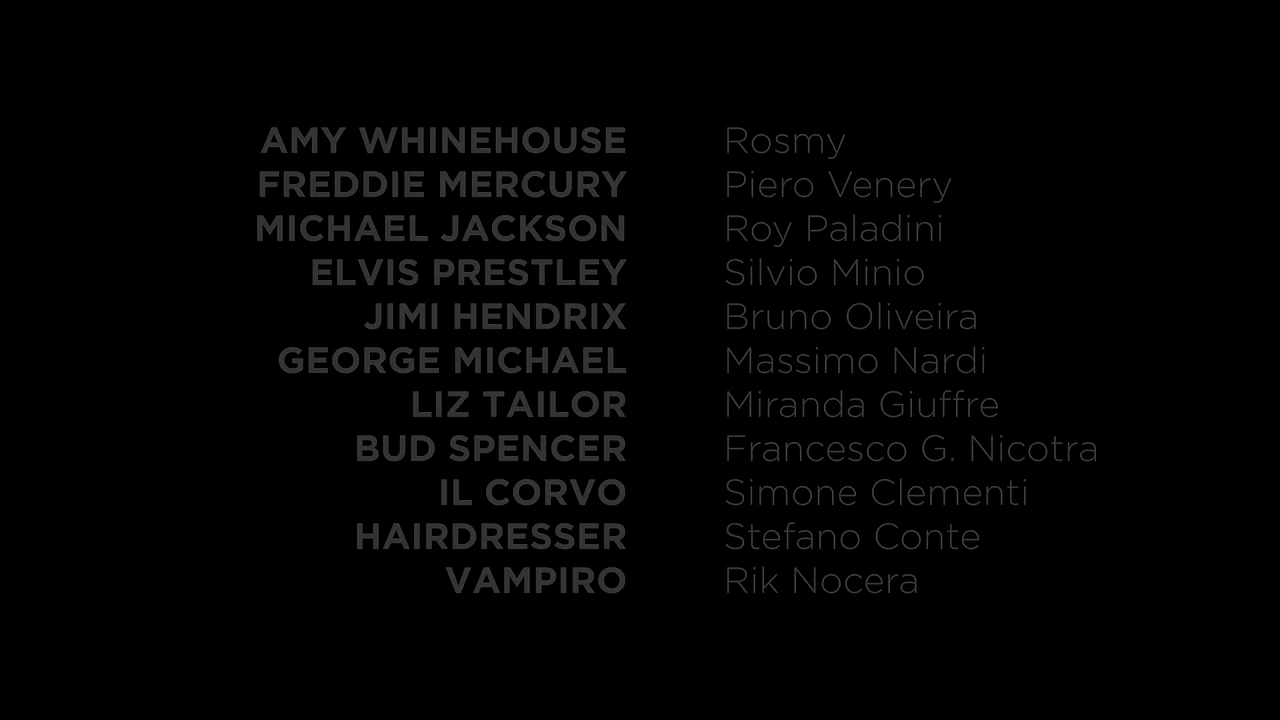 AMY WHINEHOUSE Rosmy
FREDDIE MERCURY Piero Venery
MICHAEL JACKSON Roy Paladini
ELVIS PRESTLEY Silvio Minio
JIMI HENDRIX Bruno Oliveira
GEORGE MICHAEL Massimo Nardi
LIZ TAILOR Miranda Giuffre
BUD SPENCER Francesco G. Nicotra
IL CORVO Simone Clementi
HAIRDRESSER Stefano Conte
VAMPIRO Rik Nocera